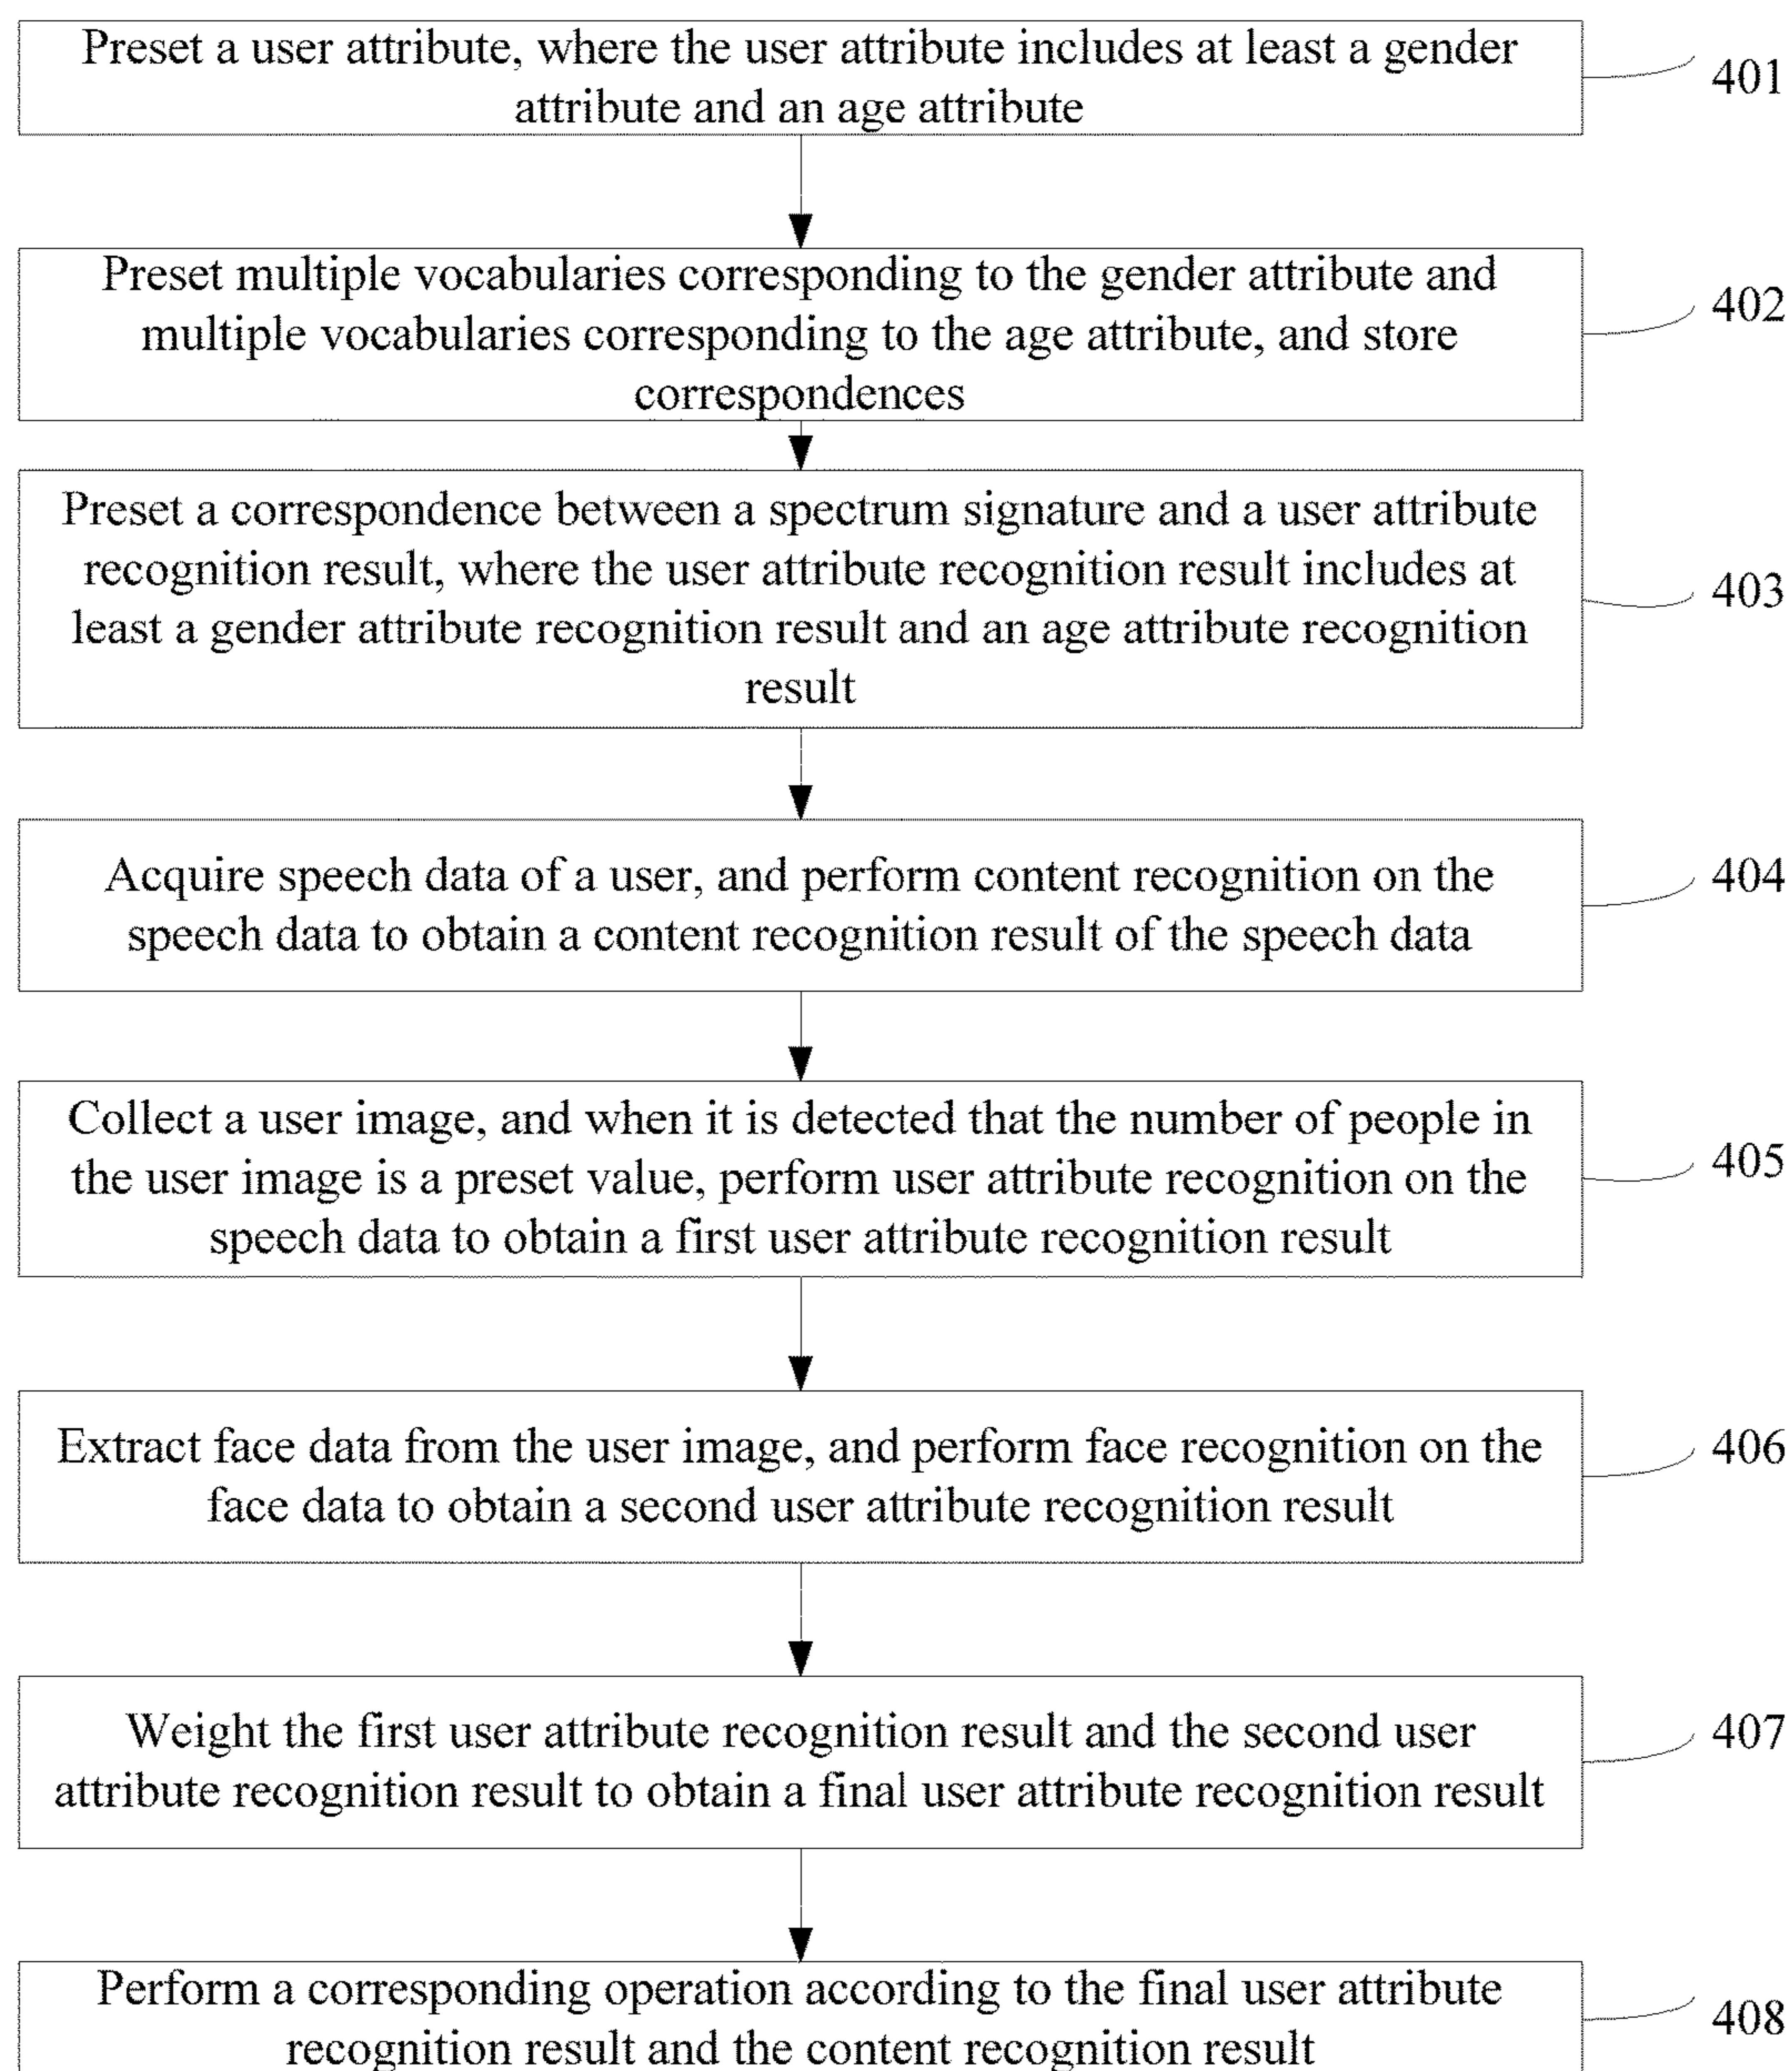 Preset a user attribute, where the user attribute includes at least a gender
attribute and an age attribute
401
Preset multiple vocabularies corresponding to the gender attribute and
multiple vocabularies corresponding to the age attribute, and store
correspondences
402
Preset a correspondence between a spectrum signature and a user attribute
recognition result, where the user attribute recognition result includes at
least a gender attribute recognition result and an age attribute recognition
result
403
Acquire speech data of a user, and perform content recognition on the
speech data to obtain a content recognition result of the speech data
404
Collect a user image, and when it is detected that the number of people in
the user image is a preset value, perform user attribute recognition on the
speech data to obtain a first user attribute recognition result
405
Extract face data from the user image, and perform face recognition on the
face data to obtain a second user attribute recognition result
406
Weight the first user attribute recognition result and the second user
attribute recognition result to obtain a final user attribute recognition result
407
Perform a corresponding operation according to the final user attribute
recognition result and the content recognition result
408